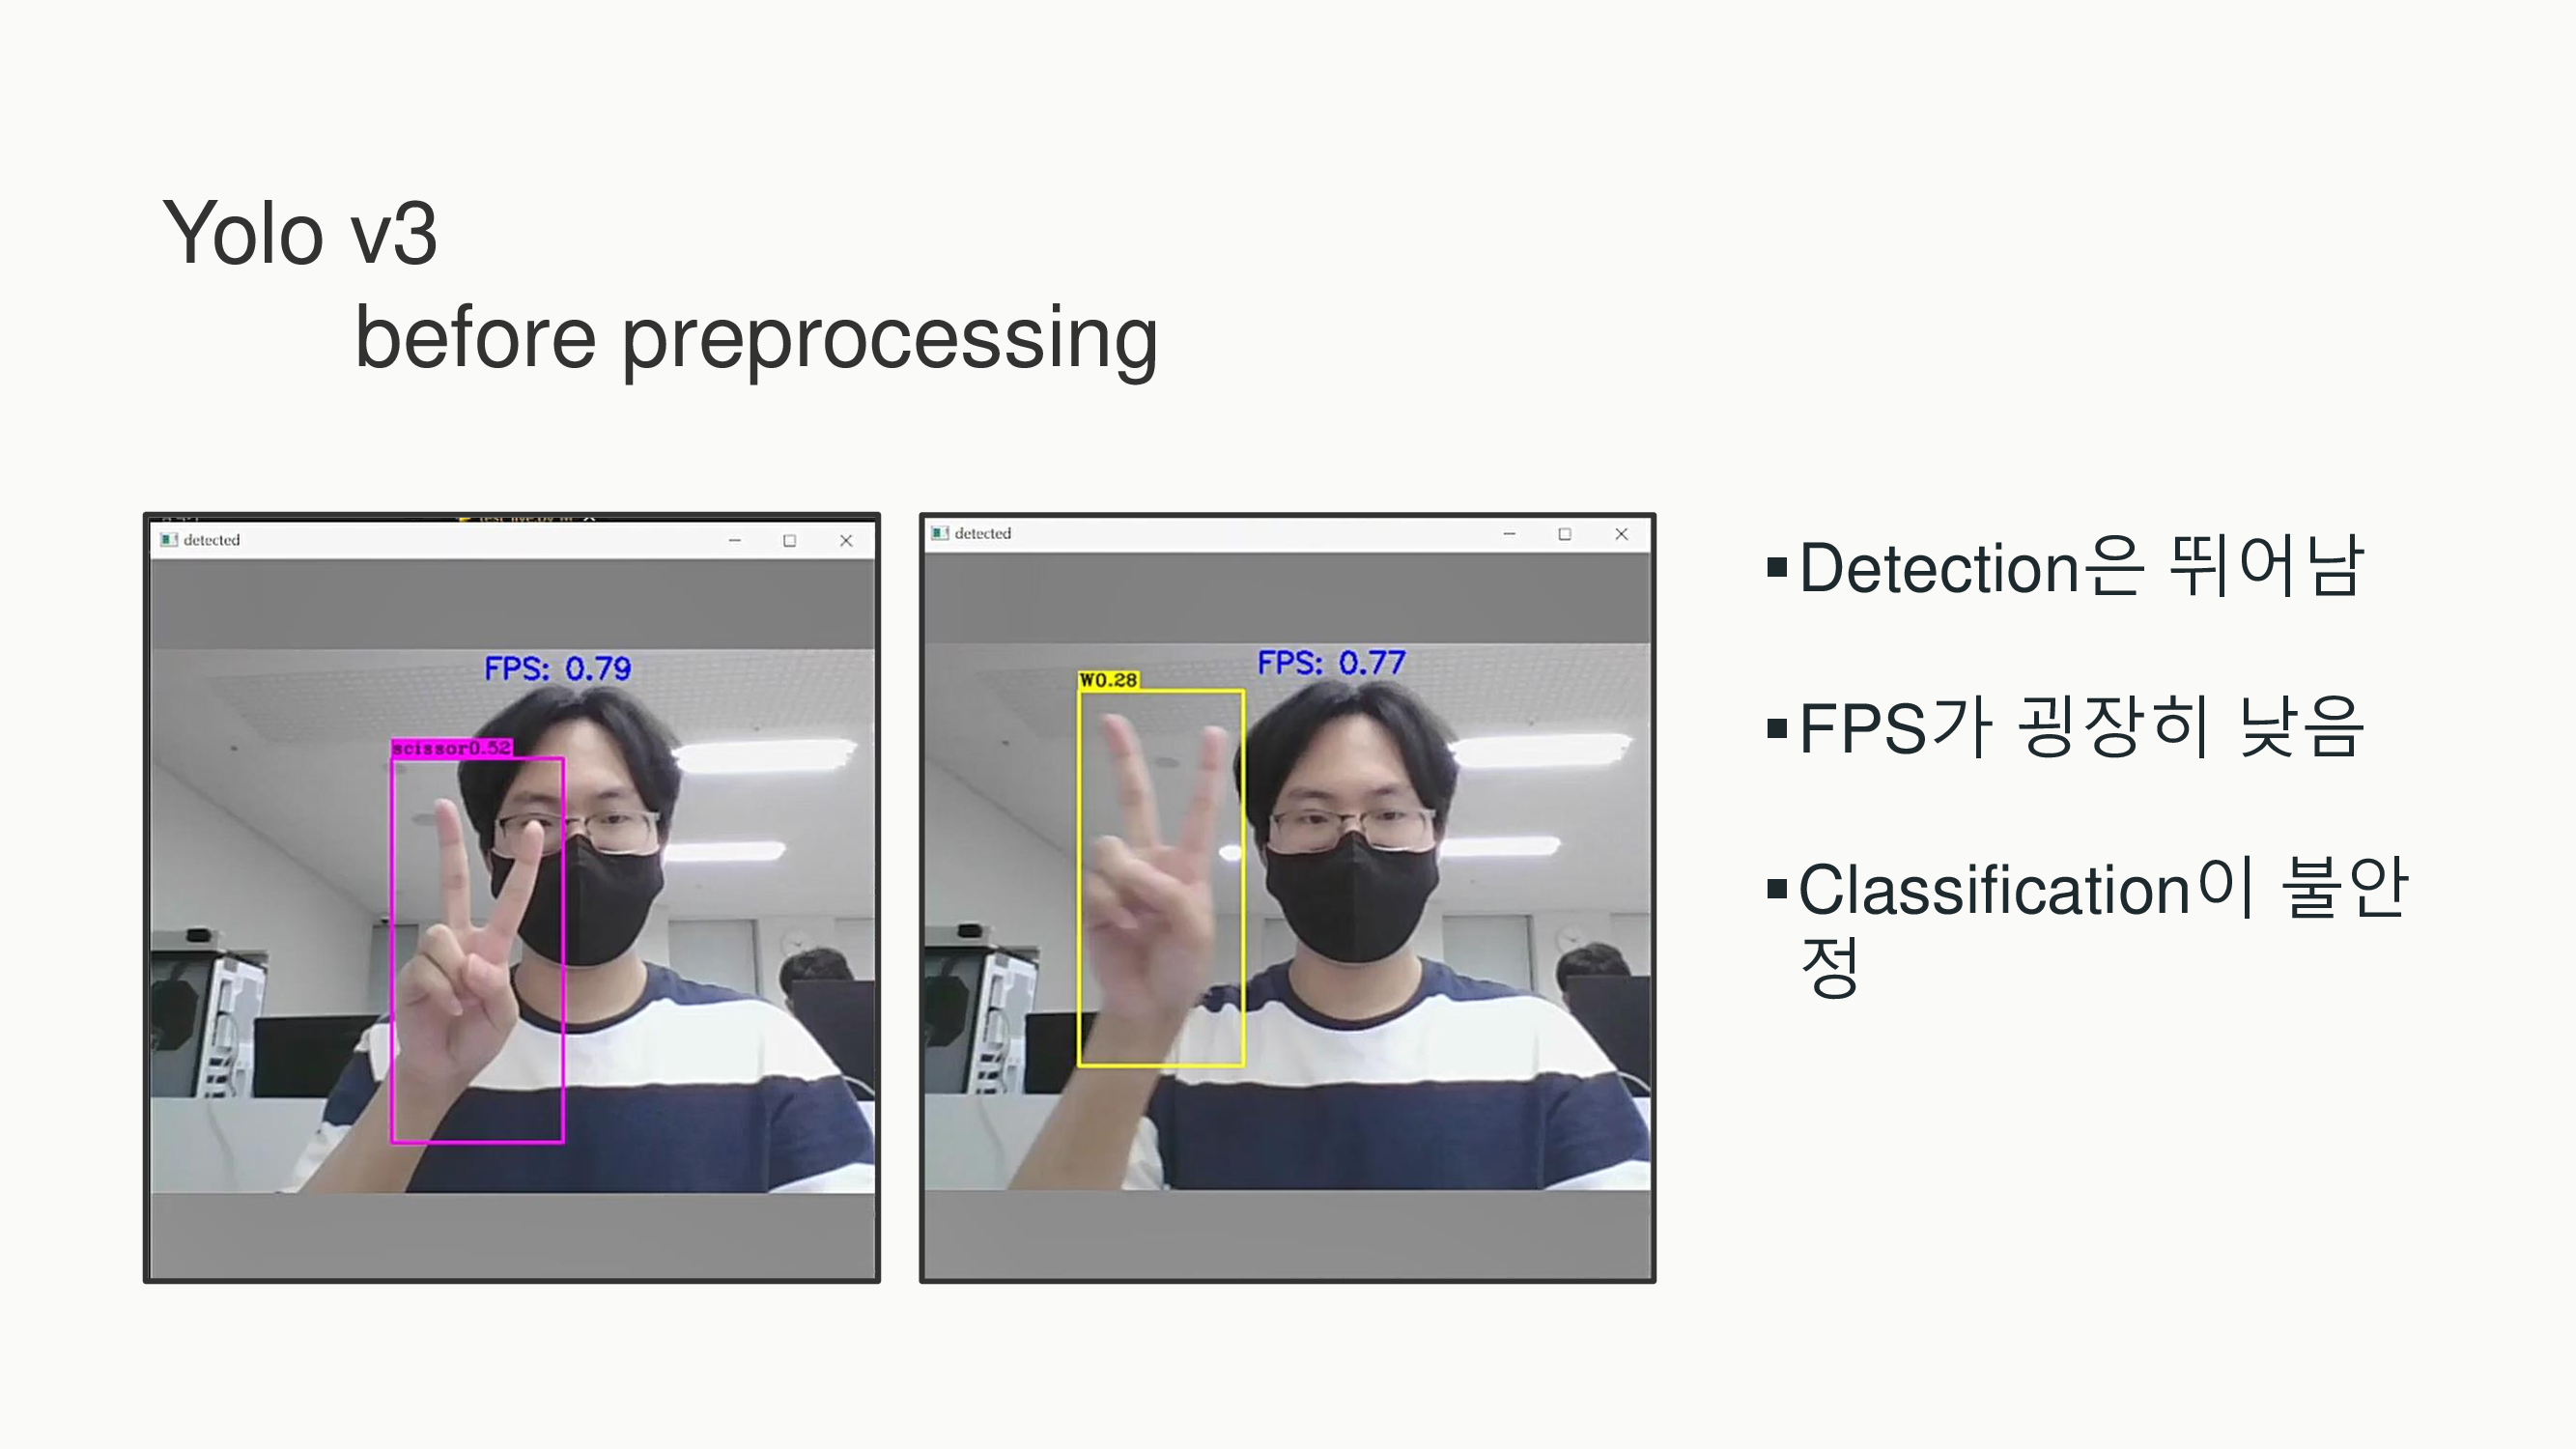 Yolo v3
before preprocessing
detected
FPS: 0.79
scissor0.52
detected
FPS: 0.77
W0.28
▪Detection은 뛰어남
▪FPS가 굉장히 낮음
▪Classification이 불안
정